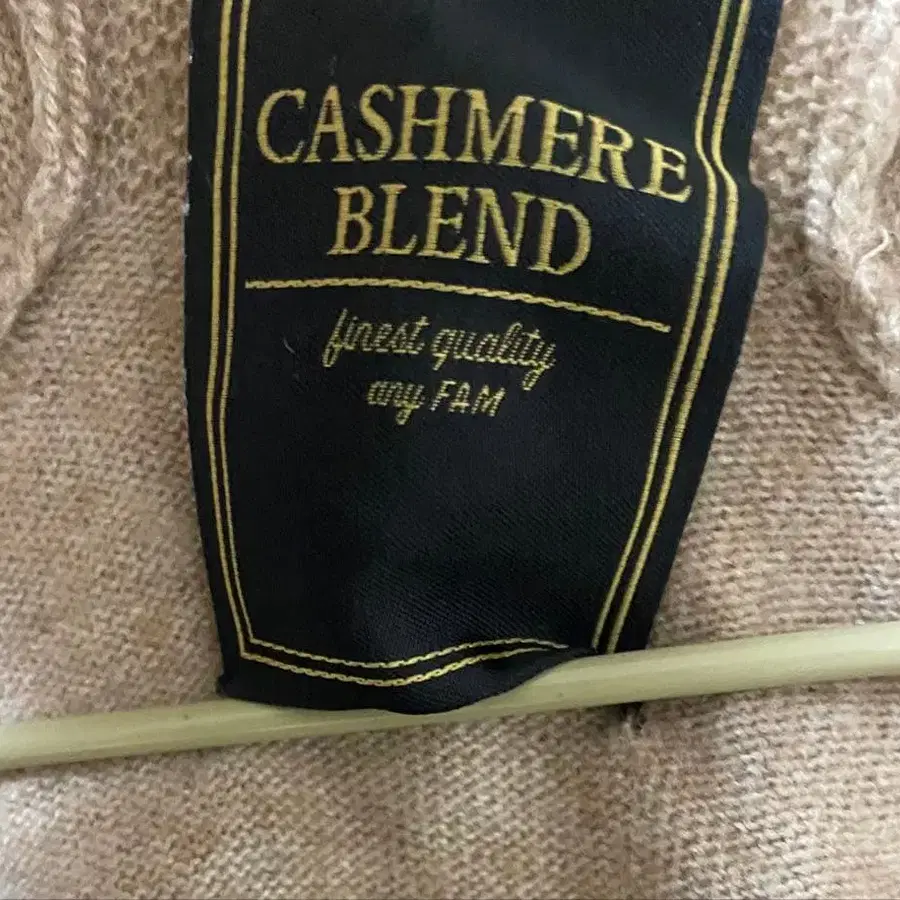 CASHMERE
BLEND
finest quality
any FAM